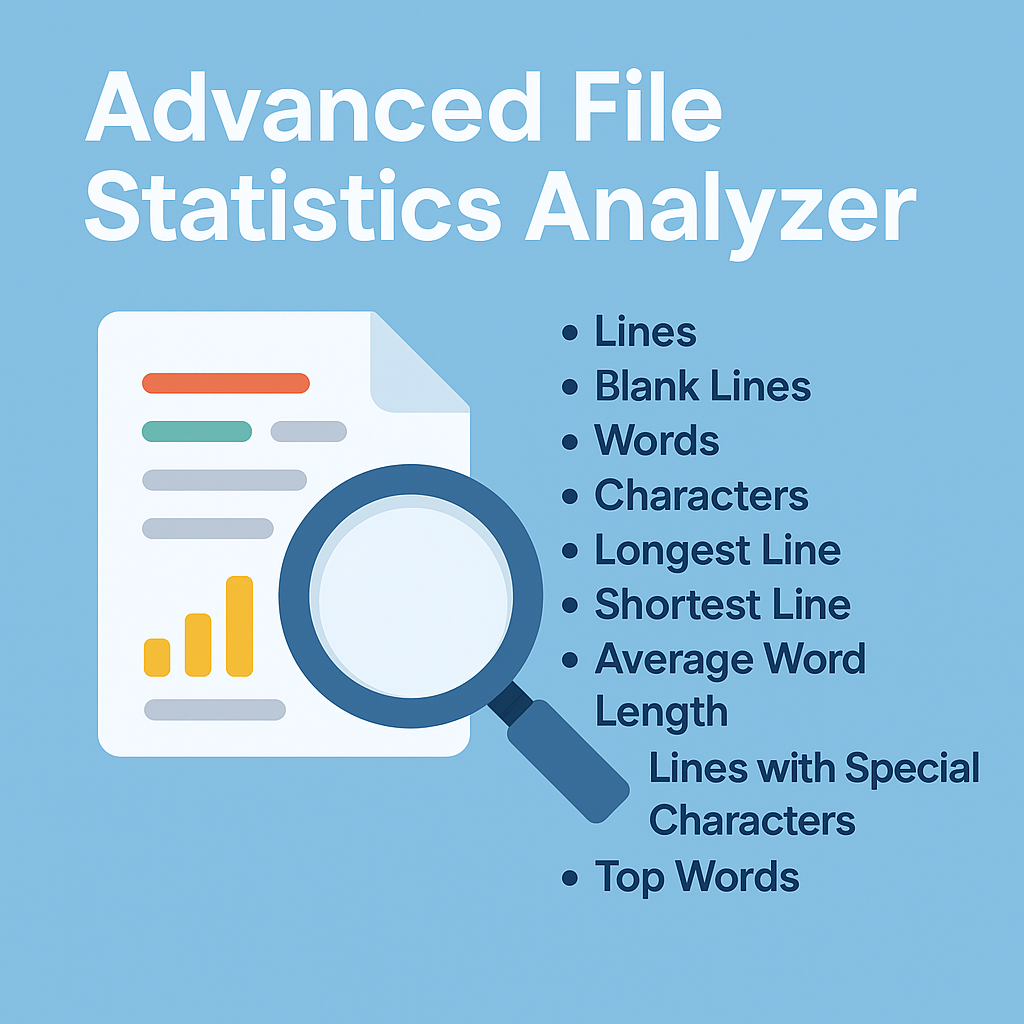 Advanced File
Statistics Analyzer
• Lines
• Blank Lines
• Words
• Characters
• Longest Line
• Shortest Line
• Average Word
Length
Lines with Special
Characters
• Top Words